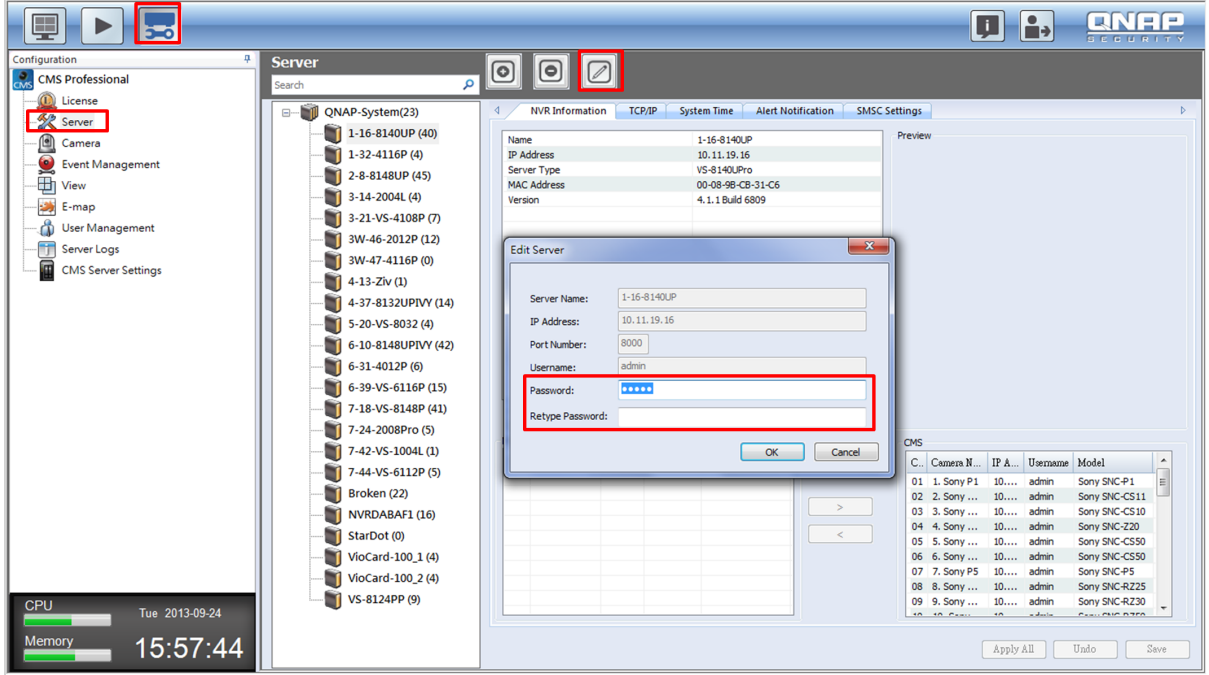 QNAP
SECURITY
Configuration
CMS Professional
CMS
License
Server
Camera
Event Management
View
E-map
User Management
Server Logs
CMS Server Settings
CPU
Memory
Tue 2013-09-24
15:57:44
Server
Search
QNAP-System(23)
1-16-8140UP (40)
1-32-4116P (4)
2-8-8148UP (45)
3-14-2004L (4)
3-21-VS-4108P (7)
3W-46-2012P (12)
3W-47-4116P (0)
4-13-Ziv (1)
4-37-8132UPIVY (14)
5-20-VS-8032 (4)
6-10-8148UPIVY (42)
6-31-4012P (6)
6-39-VS-6116P (15)
7-18-VS-8148P (41)
7-24-2008Pro (5)
7-42-VS-1004L (1)
7-44-VS-6112P (5)
Broken (22)
NVRDABAF1 (16)
StarDot (0)
VioCard-100_1 (4)
VioCard-100_2 (4)
VS-8124PP (9)
NVR Information TCP/IP System Time Alert Notification SMSC Settings
Name 1-16-8140UP
IP Address 10.11.19.16
Server Type VS-8140UPro
MAC Address 00-08-9B-CB-31-C6
Version 4.1.1 Build 6809
Preview
Edit Server
Server Name: 1-16-8140UP
IP Address: 10.11.19.16
Port Number: 8000
Username: admin
Password: •••••
Retype Password:
OK Cancel
> 
<
CMS
C... Camera N... IP A... Username Model
01 1. Sony P1 10.... admin Sony SNC-P1
02 2. Sony ... 10.... admin Sony SNC-CS11
03 3. Sony ... 10.... admin Sony SNC-CS10
04 4. Sony ... 10.... admin Sony SNC-Z20
05 5. Sony ... 10.... admin Sony SNC-CS50
06 6. Sony ... 10.... admin Sony SNC-CS50
07 7. Sony P5 10.... admin Sony SNC-P5
08 8. Sony ... 10.... admin Sony SNC-RZ25
09 9. Sony ... 10.... admin Sony SNC-RZ30
Apply All Undo Save